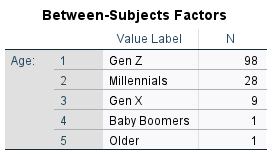 Between-Subjects Factors
Value Label N
Age: 1 Gen Z 98
2 Millennials 28
3 Gen X 9
4 Baby Boomers 1
5 Older 1